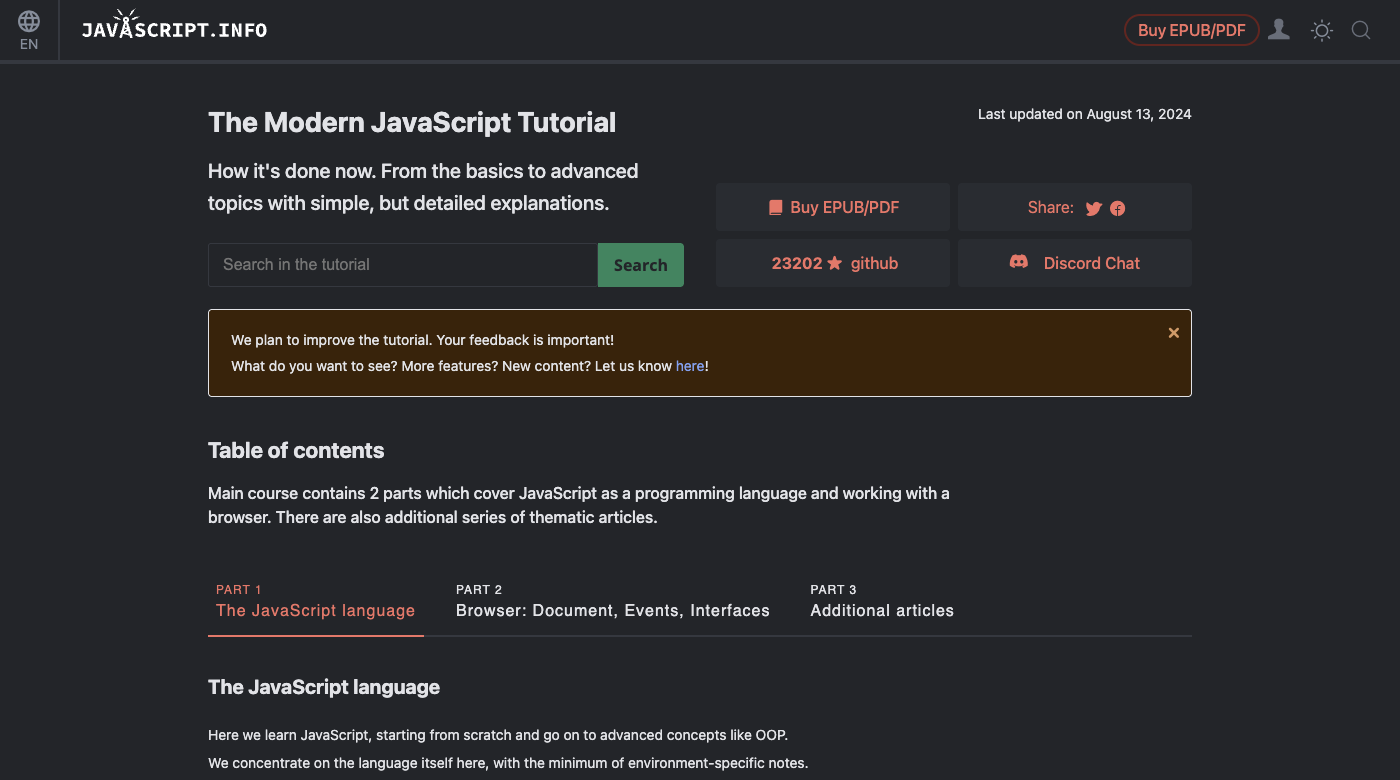 EN
JAVASCRIPT.INFO
Buy EPUB/PDF
The Modern JavaScript Tutorial
Last updated on August 13, 2024
How it's done now. From the basics to advanced
topics with simple, but detailed explanations.
Buy EPUB/PDF
Share:
Search in the tutorial
Search
23202 github
Discord Chat
We plan to improve the tutorial. Your feedback is important!
What do you want to see? More features? New content? Let us know here!
Table of contents
Main course contains 2 parts which cover JavaScript as a programming language and working with a
browser. There are also additional series of thematic articles.
PART 1
The JavaScript language
PART 2
Browser: Document, Events, Interfaces
PART 3
Additional articles
The JavaScript language
Here we learn JavaScript, starting from scratch and go on to advanced concepts like OOP.
We concentrate on the language itself here, with the minimum of environment-specific notes.